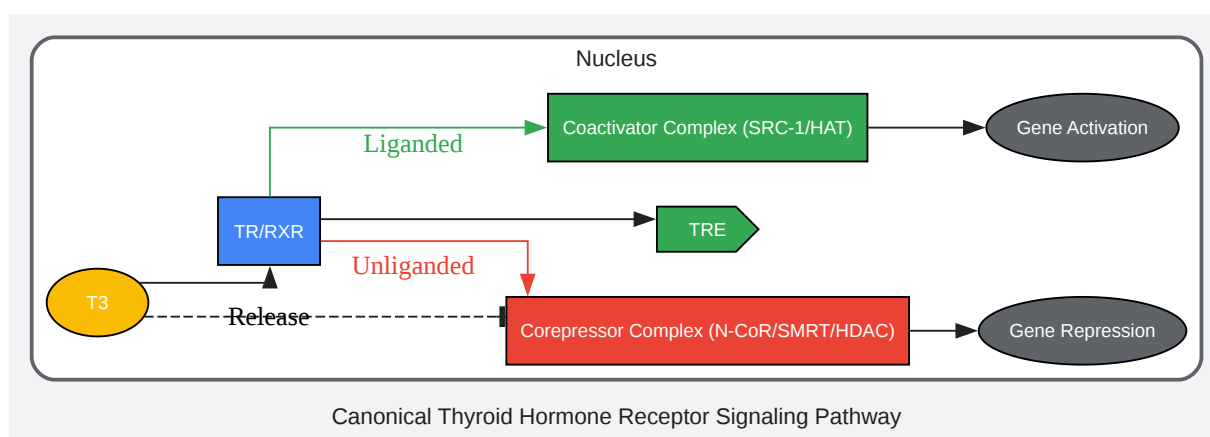 Nucleus
Coactivator Complex (SRC-1/HAT)
Gene Activation
Liganded
TR/RXR
TRE
Unliganded
T3
Release
Corepressor Complex (N-CoR/SMRT/HDAC)
Gene Repression
Canonical Thyroid Hormone Receptor Signaling Pathway